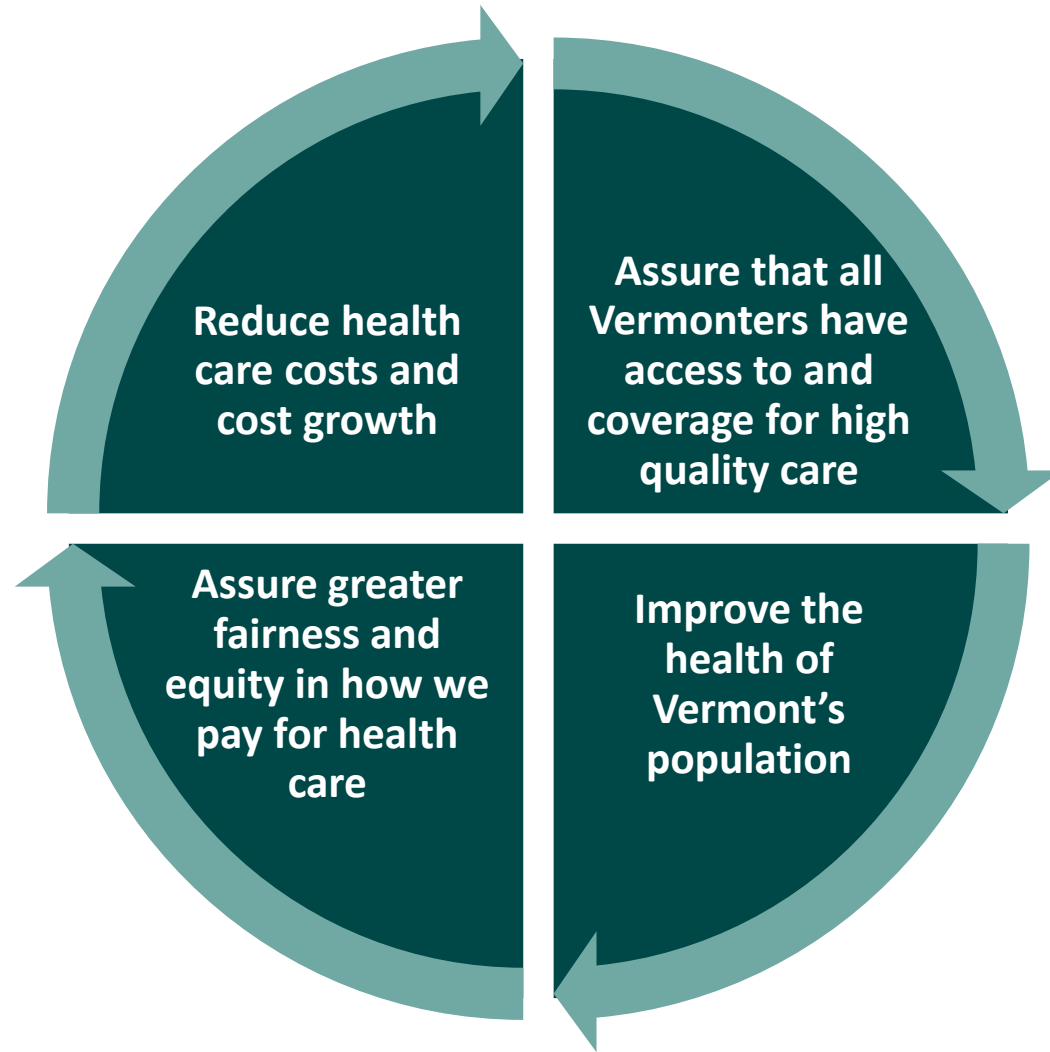 Reduce health
care costs and
cost growth
Assure that all
Vermonters have
access to and
coverage for high
quality care
Assure greater
fairness and
equity in how we
pay for health
care
Improve the
health of
Vermont’s
population